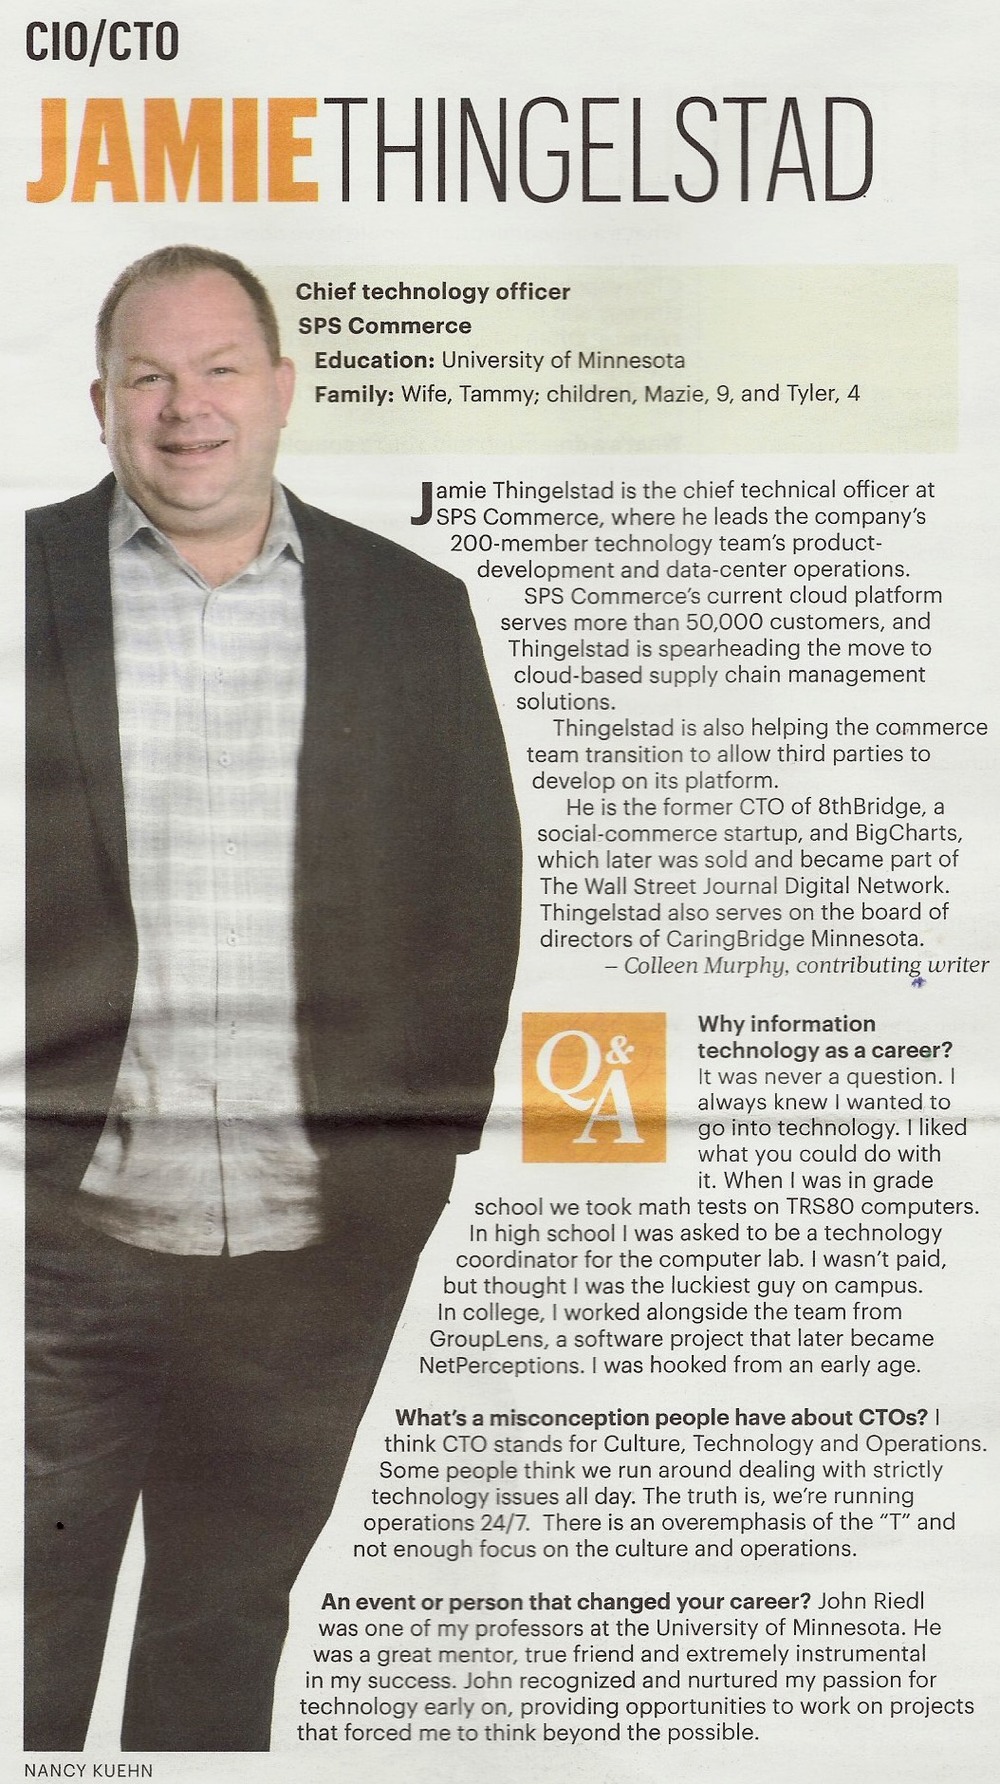 CIO/CTO
JAMIETHINGELSTAD
Chief technology officer
SPS Commerce
Education: University of Minnesota
Family: Wife, Tammy; children, Mazie, 9, and Tyler, 4
Jamie Thingelstad is the chief technical officer at
SPS Commerce, where he leads the company's
200-member technology team's product-
development and data-center operations.
SPS Commerce's current cloud platform
serves more than 50,000 customers, and
Thingelstad is spearheading the move to
cloud-based supply chain management
solutions.
Thingelstad is also helping the commerce
team transition to allow third parties to
develop on its platform.
He is the former CTO of 8thBridge, a
social-commerce startup, and BigCharts,
which later was sold and became part of
The Wall Street Journal Digital Network.
Thingelstad also serves on the board of
directors of CaringBridge Minnesota.
– Colleen Murphy, contributing writer
Q&A
Why information
technology as a career?
It was never a question. I
always knew I wanted to
go into technology. I liked
what you could do with
it. When I was in grade
school we took math tests on TRS80 computers.
In high school I was asked to be a technology
coordinator for the computer lab. I wasn't paid,
but thought I was the luckiest guy on campus.
In college, I worked alongside the team from
GroupLens, a software project that later became
NetPerceptions. I was hooked from an early age.
What's a misconception people have about CTOs? I
think CTO stands for Culture, Technology and Operations.
Some people think we run around dealing with strictly
technology issues all day. The truth is, we're running
operations 24/7. There is an overemphasis of the “T” and
not enough focus on the culture and operations.
An event or person that changed your career? John Riedl
was one of my professors at the University of Minnesota. He
was a great mentor, true friend and extremely instrumental
in my success. John recognized and nurtured my passion for
technology early on, providing opportunities to work on projects
that forced me to think beyond the possible.
NANCY KUEHN